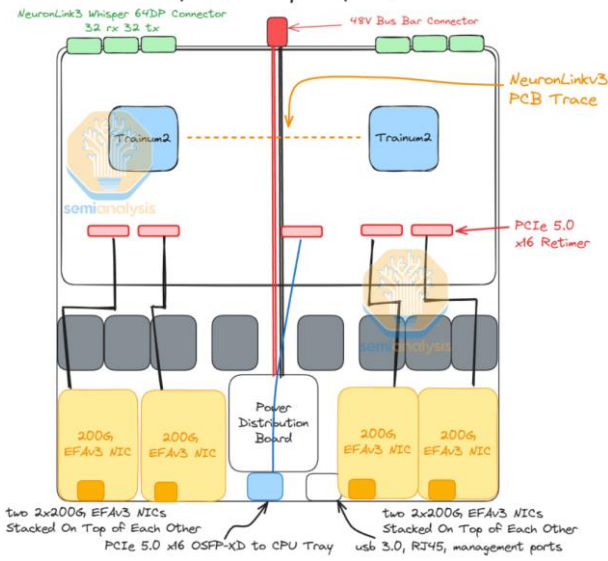 NeuronLink3 Whisper 64DP Connector
32 rx 32 tx
48V Bus Bar Connector
NeuronLinkv3
PCB Trace
Trainum2
Trainum2
semianalysis
PCIe 5.0
x16 Retimer
semianalysis
Power
Distribution
Board
200G
EFAv3 NIC
200G
EFAv3 NIC
200G
EFAv3 NIC
200G
EFAv3 NIC
two 2x200G EFAv3 NICs
Stacked On Top of Each Other
two 2x200G EFAv3 NICs
Stacked On Top of Each Other
PCIe 5.0 x16 OSFP-XD to CPU Tray
usb 3.0, RJ45, management ports